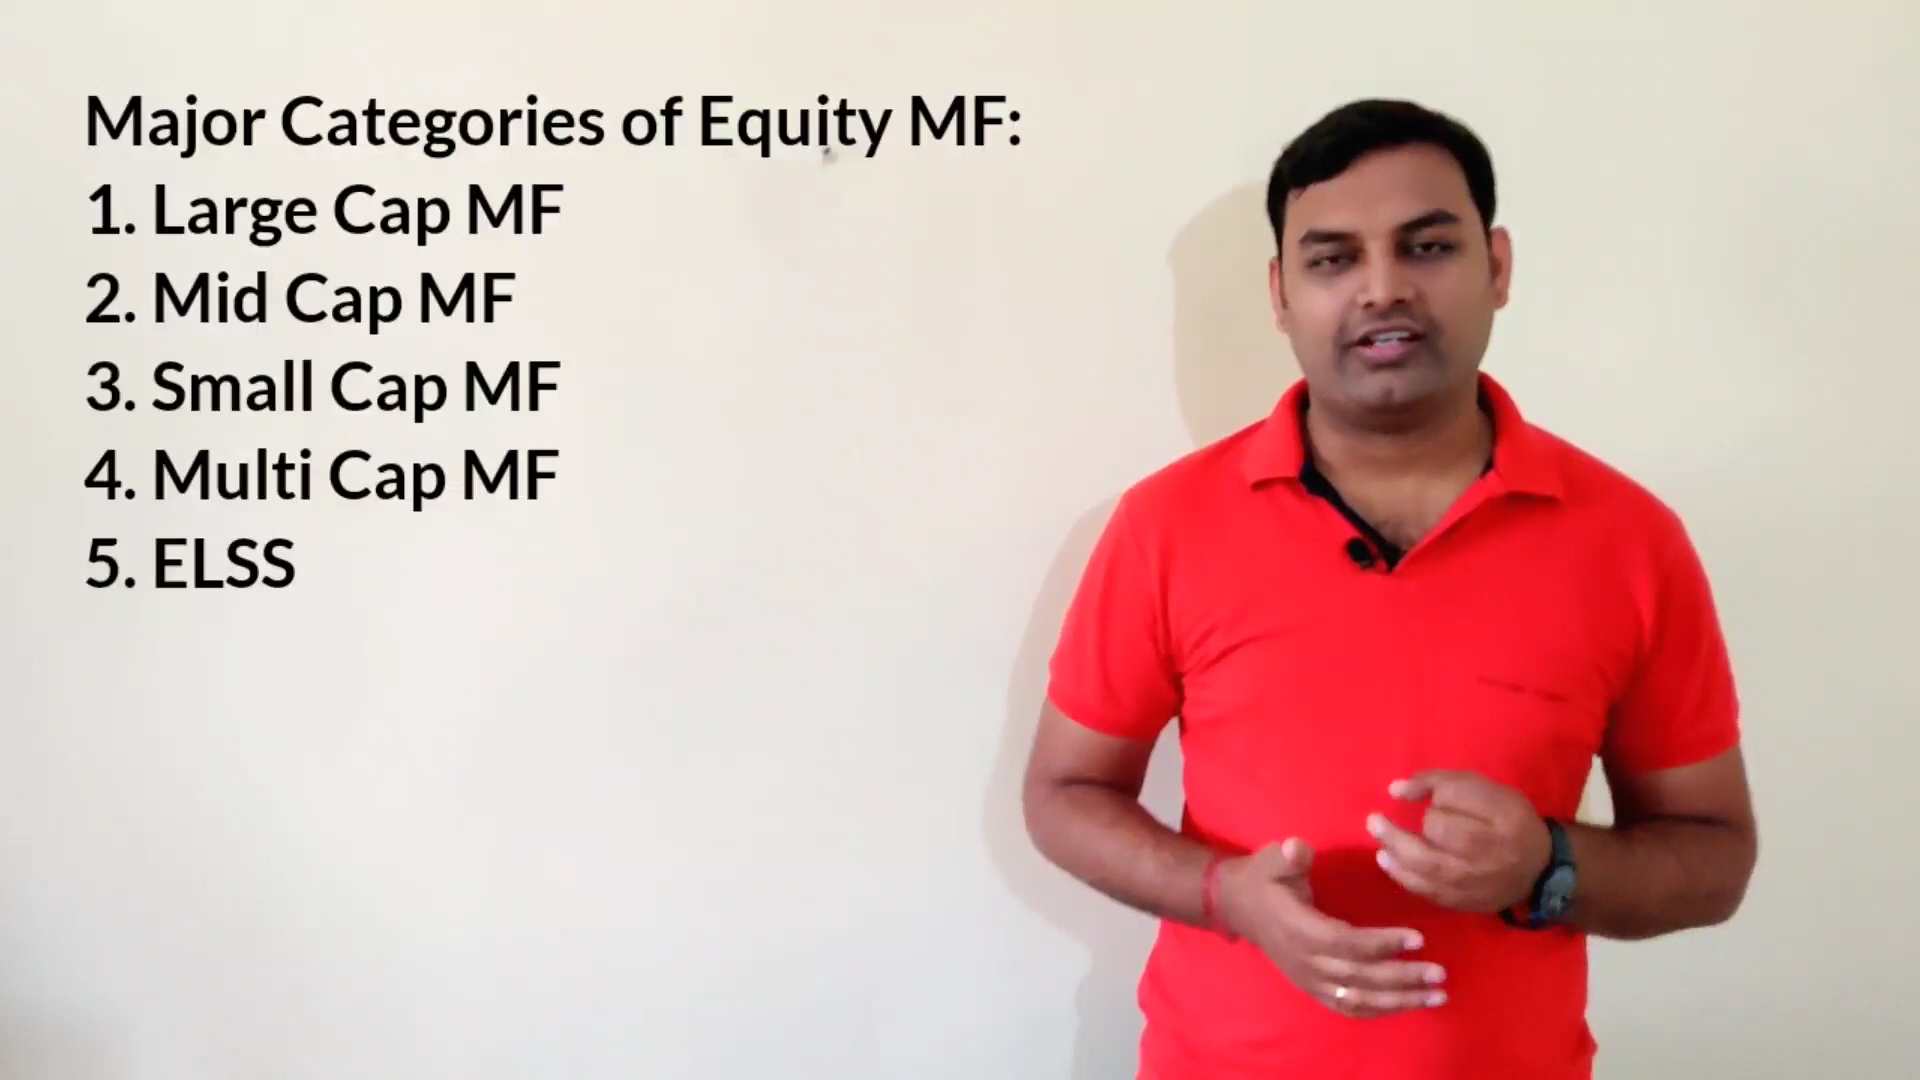 Major Categories of Equity MF:
1. Large Cap MF
2. Mid Cap MF
3. Small Cap MF
4. Multi Cap MF
5. ELSS